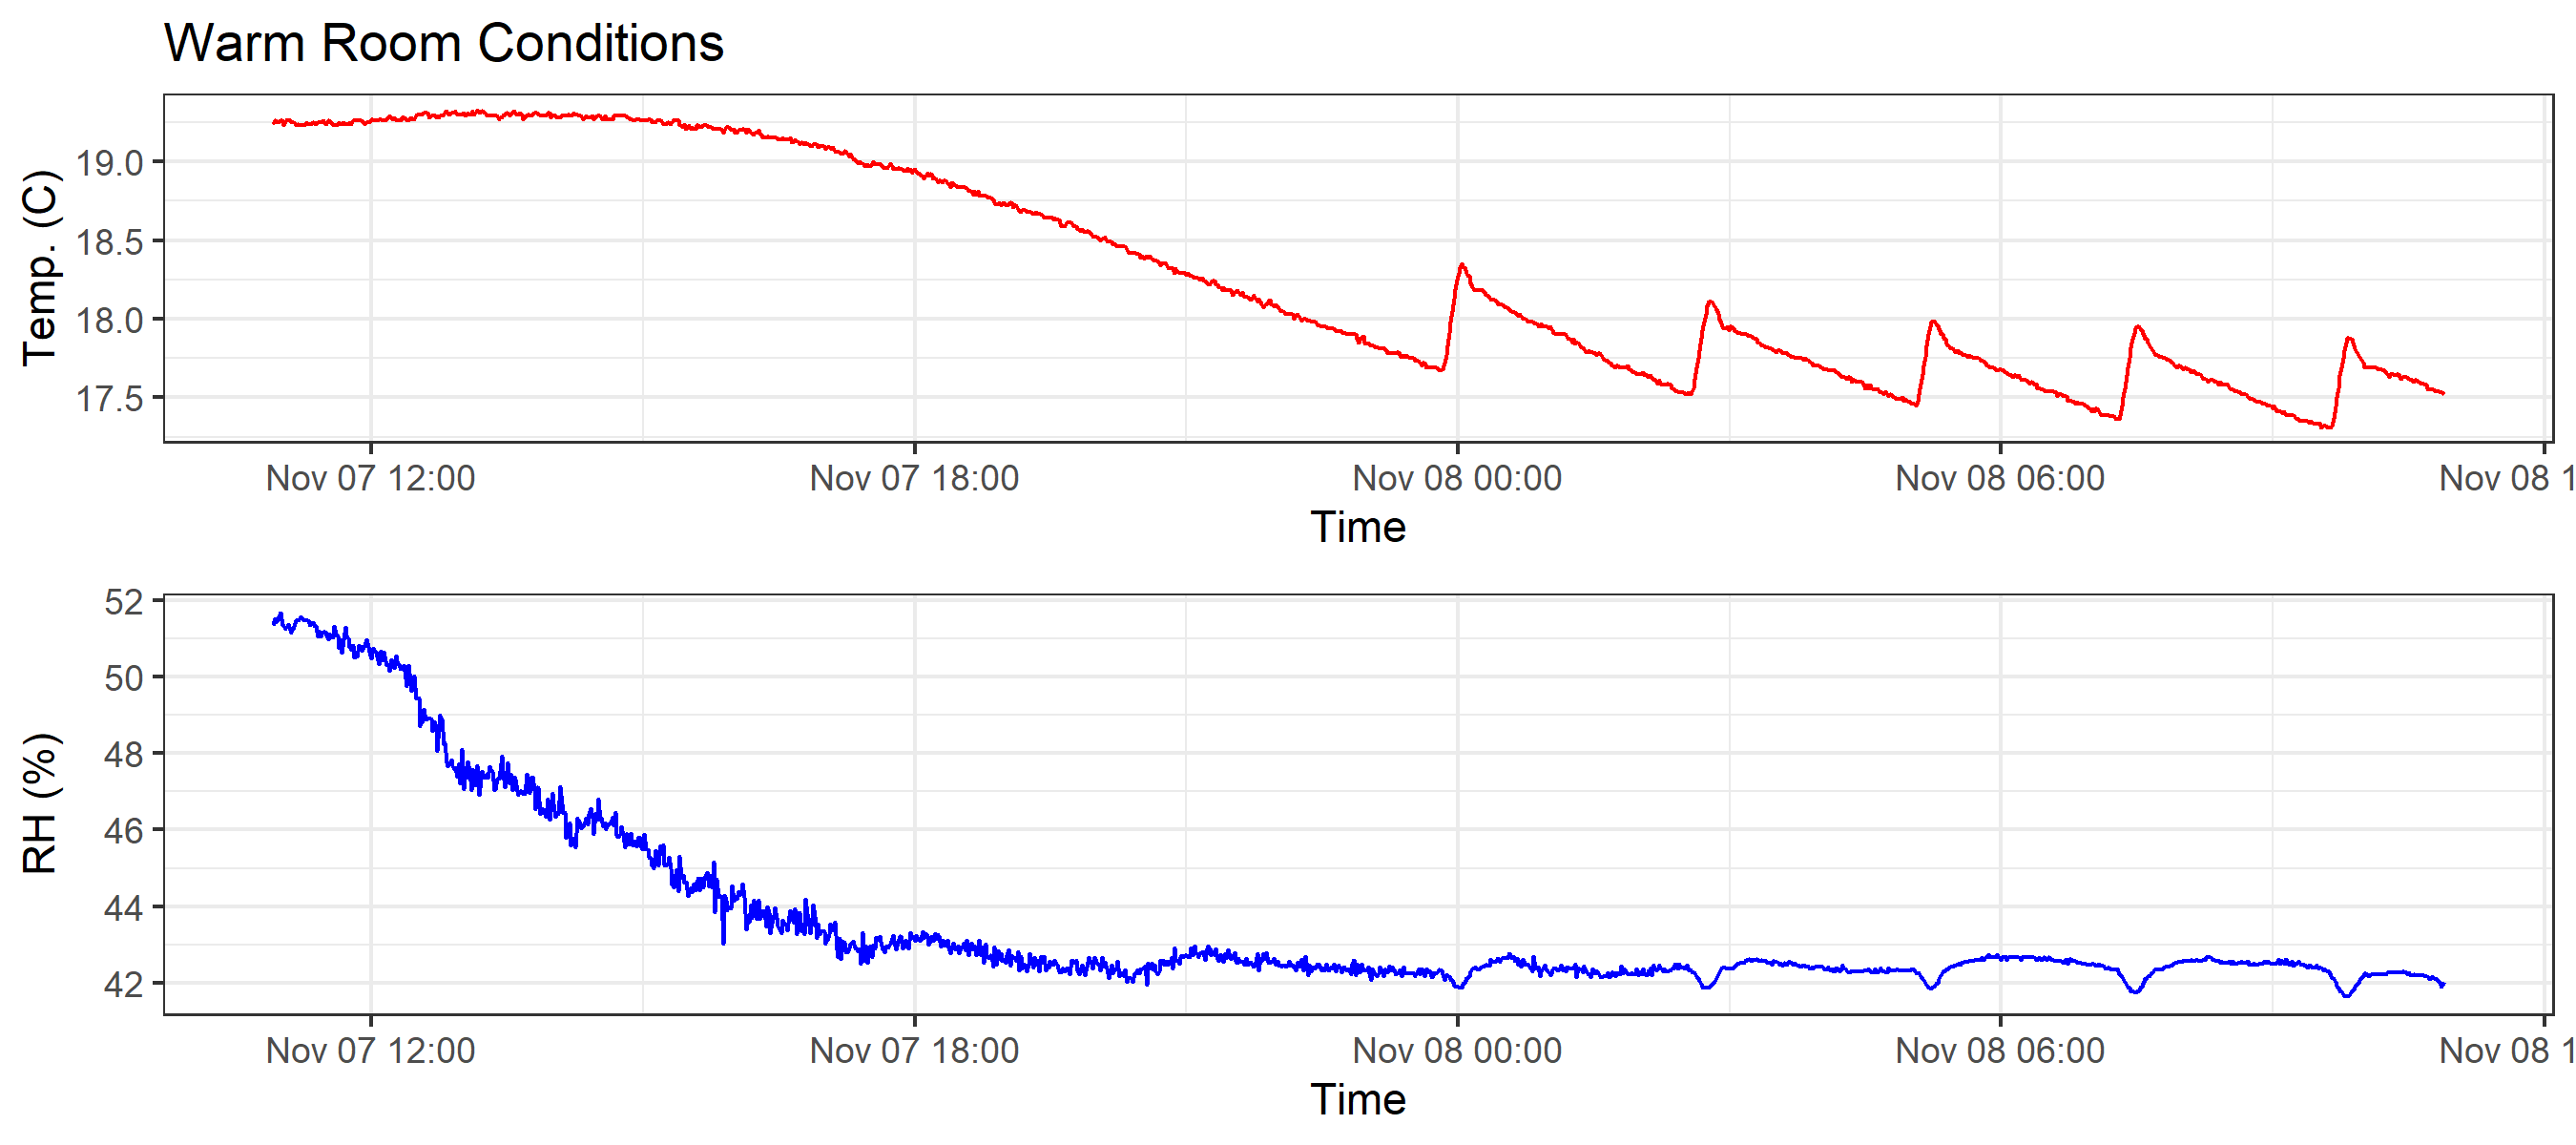 Warm Room Conditions
Temp. (C)
19.0
18.5
18.0
17.5
Nov 07 12:00 Nov 07 18:00 Nov 08 00:00 Nov 08 06:00 Nov 08 1
Time
RH (%)
52
50
48
46
44
42
Nov 07 12:00 Nov 07 18:00 Nov 08 00:00 Nov 08 06:00 Nov 08 1
Time